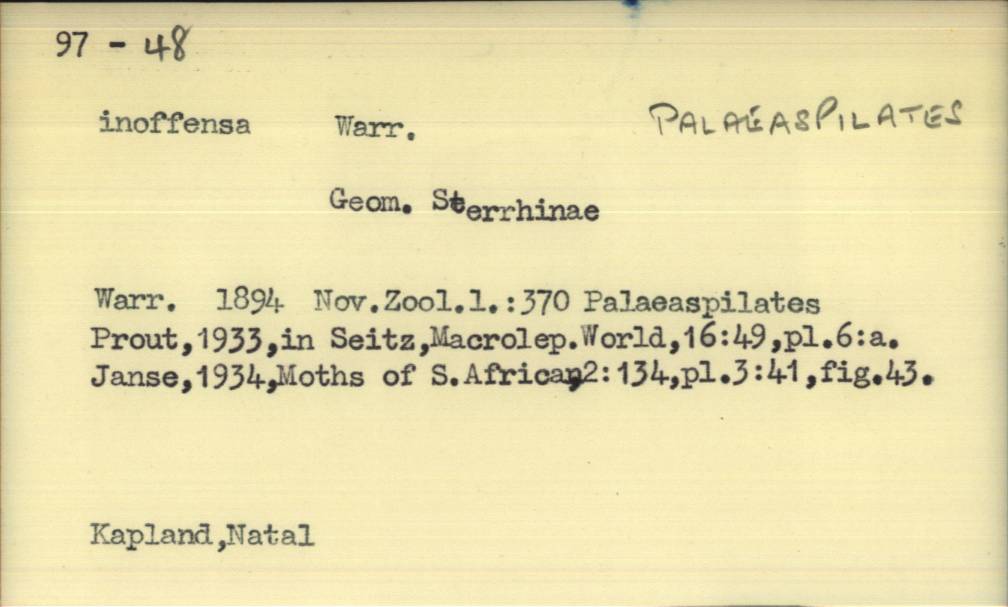 97 - 48
inoffensa Warr. PALAEASPILATES
Geom. Sterrhinae
Warr. 1894 Nov.Zool.1.:370 Palaeaspilates
Prout,1933,in Seitz,Macrolep.World,16:49,pl.6:a.
Janse,1934,Moths of S.Africa,2:134,pl.3:41,fig.43.
Kapland,Natal